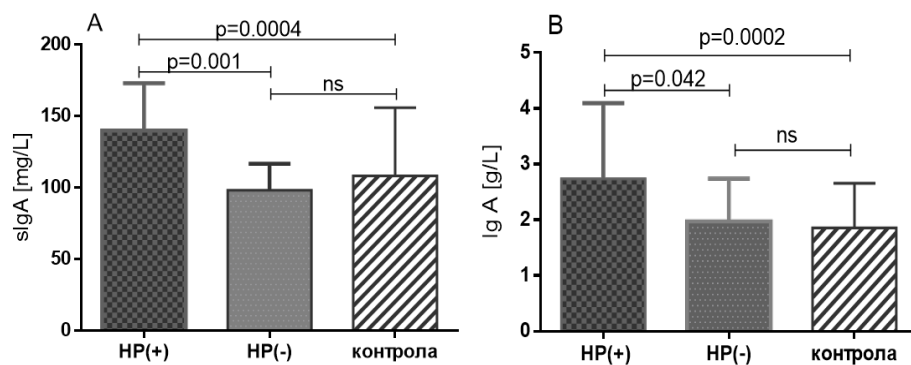 A
p=0.0004
p=0.001
ns
sIgA [mg/L]
200
150
100
50
0
HP(+) HP(-) контрола
B
p=0.0002
p=0.042
ns
Ig A [g/L]
5
4
3
2
1
0
HP(+) HP(-) контрола